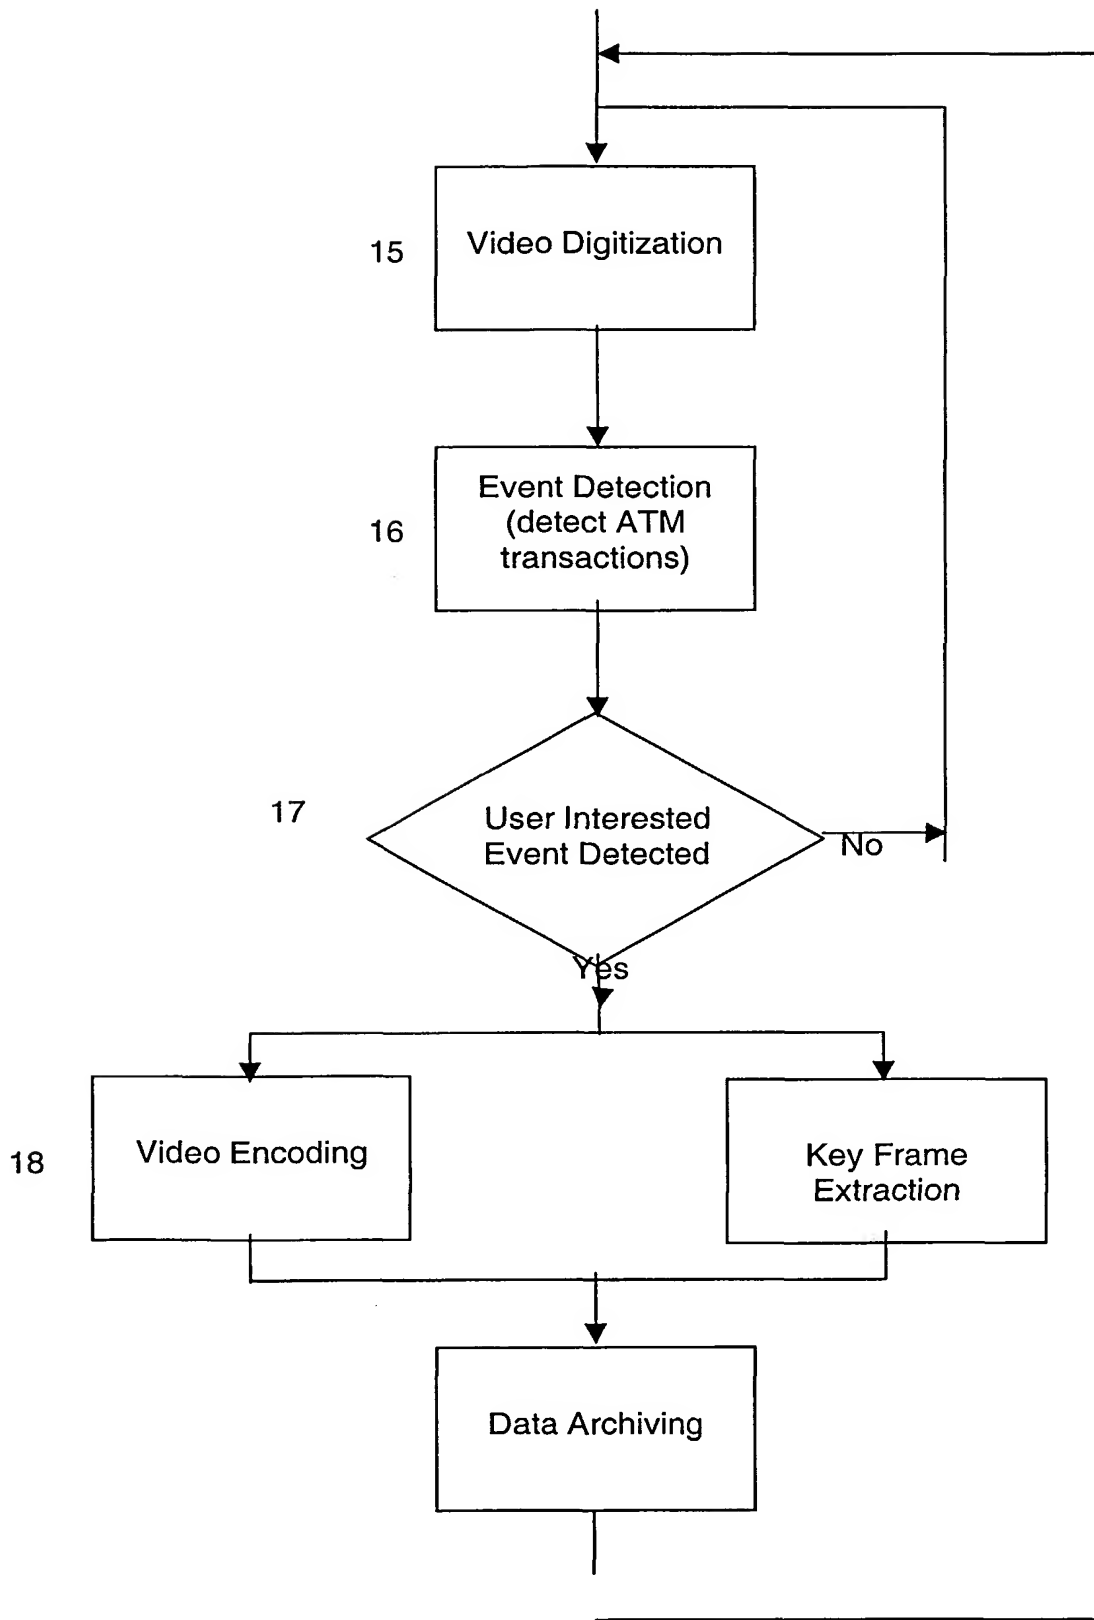 15
Video Digitization
16
Event Detection
(detect ATM
transactions)
17
User Interested
Event Detected
No
Yes
18
Video Encoding
Key Frame
Extraction
Data Archiving